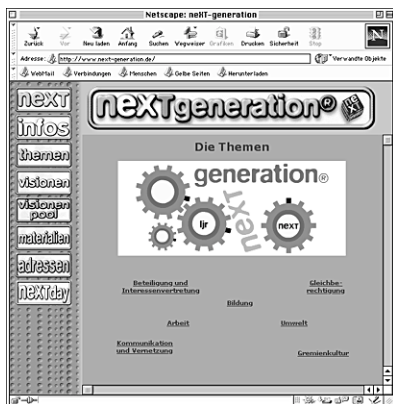 Netscape: neXT-generation
Zurück Vor Neu laden Anfang Suchen Wegweiser Grafiken Drucken Sicherheit Stop
Adresse: http://www.next-generation.de/ Verwandte Objekte
WebMail Verbindungen Menschen Gelbe Seiten Herunterladen
neXTgeneration®
neXT
infos
themen
visionen
visionen
pool
materialien
adressen
neXTday
Die Themen
generation®
neXT
ljr
neXT
Beteiligung und
Interessenvertretung
Gleichbe-
rechtigung
Bildung
Arbeit
Umwelt
Kommunikation
und Vernetzung
Gremienkultur